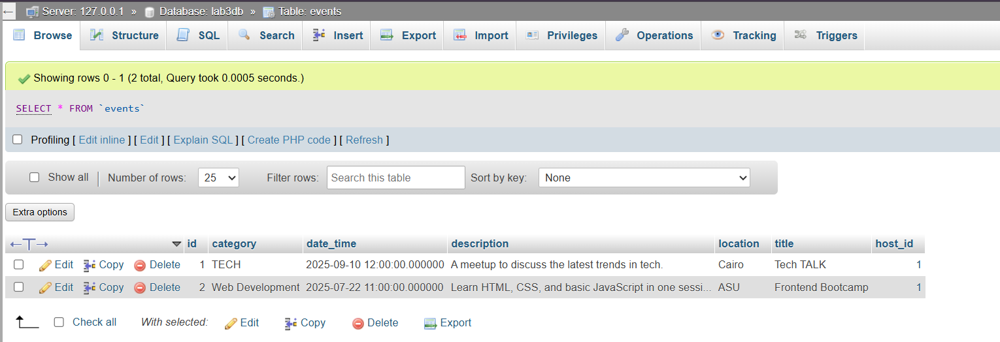 Server: 127.0.0.1 » Database: lab3db » Table: events
Browse Structure SQL Search Insert Export Import Privileges Operations Tracking Triggers
Showing rows 0 - 1 (2 total, Query took 0.0005 seconds.)
SELECT * FROM `events`
Profiling [ Edit inline ] [ Edit ] [ Explain SQL ] [ Create PHP code ] [ Refresh ]
Show all Number of rows: 25 Filter rows: Search this table Sort by key: None
Extra options
id category date_time description location title host_id
Edit Copy Delete 1 TECH 2025-09-10 12:00:00.000000 A meetup to discuss the latest trends in tech. Cairo Tech TALK 1
Edit Copy Delete 2 Web Development 2025-07-22 11:00:00.000000 Learn HTML, CSS, and basic JavaScript in one sessi... ASU Frontend Bootcamp 1
Check all With selected: Edit Copy Delete Export